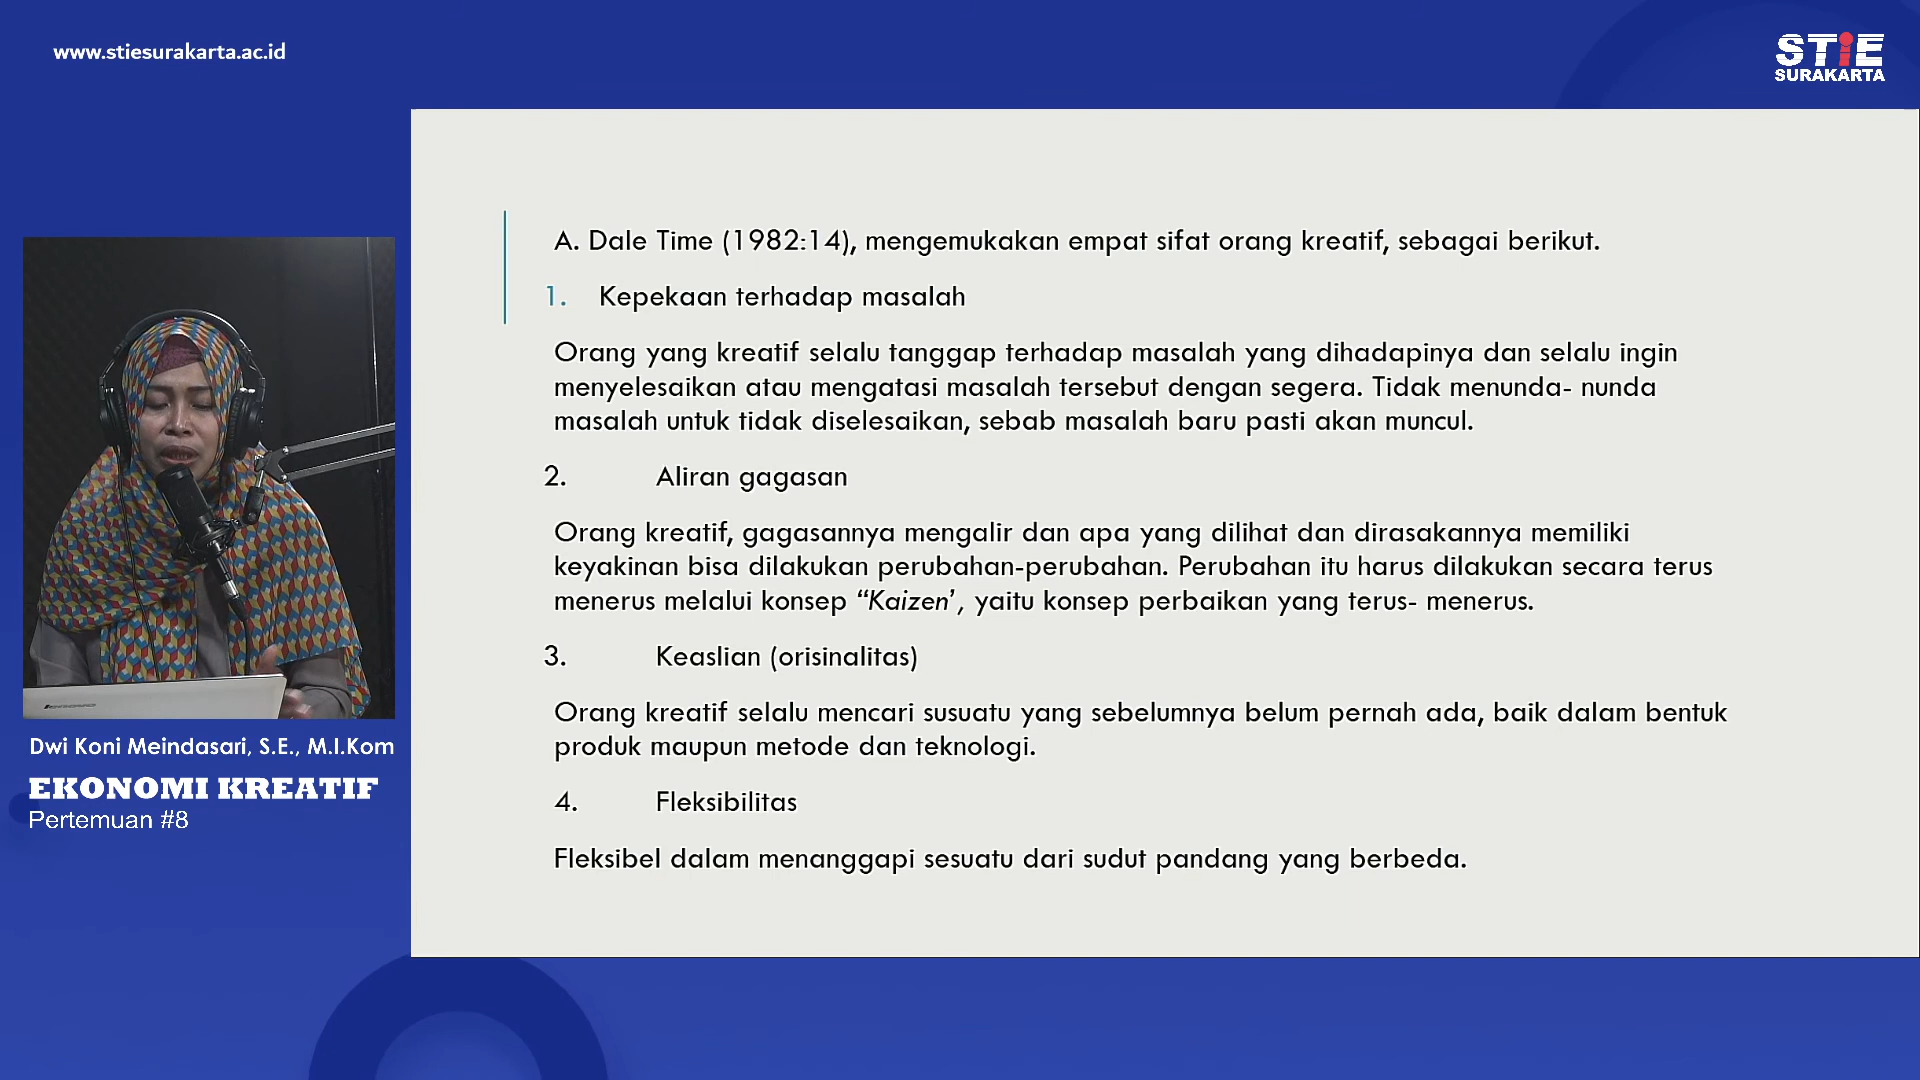 www.stiesurakarta.ac.id
STIE
SURAKARTA
A. Dale Time (1982:14), mengemukakan empat sifat orang kreatif, sebagai berikut.
1. Kepekaan terhadap masalah
Orang yang kreatif selalu tanggap terhadap masalah yang dihadapinya dan selalu ingin
menyelesaikan atau mengatasi masalah tersebut dengan segera. Tidak menunda- nunda
masalah untuk tidak diselesaikan, sebab masalah baru pasti akan muncul.
2. Aliran gagasan
Orang kreatif, gagasannya mengalir dan apa yang dilihat dan dirasakannya memiliki
keyakinan bisa dilakukan perubahan-perubahan. Perubahan itu harus dilakukan secara terus
menerus melalui konsep “Kaizen’, yaitu konsep perbaikan yang terus- menerus.
3. Keaslian (orisinalitas)
Orang kreatif selalu mencari susuatu yang sebelumnya belum pernah ada, baik dalam bentuk
produk maupun metode dan teknologi.
4. Fleksibilitas
Fleksibel dalam menanggapi sesuatu dari sudut pandang yang berbeda.
Dwi Koni Meindasari, S.E., M.I.Kom
EKONOMI KREATIF
Pertemuan #8